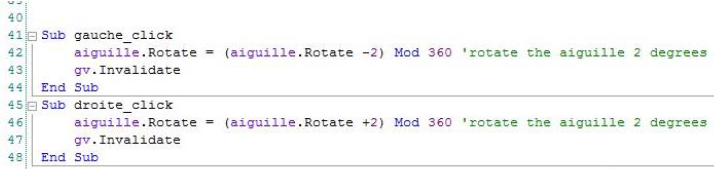 40
41 Sub gauche_click
42 aiguille.Rotate = (aiguille.Rotate -2) Mod 360 'rotate the aiguille 2 degrees
43 gv.Invalidate
44 End Sub
45 Sub droite_click
46 aiguille.Rotate = (aiguille.Rotate +2) Mod 360 'rotate the aiguille 2 degrees
47 gv.Invalidate
48 End Sub